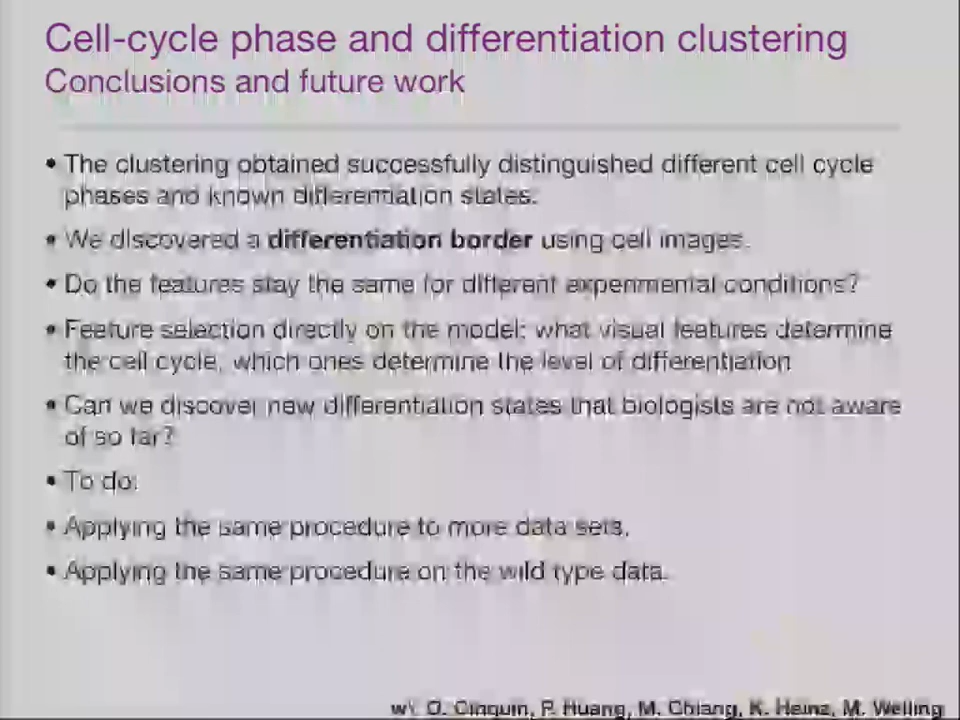 Cell-cycle phase and differentiation clustering
Conclusions and future work
• The clustering obtained successfully distinguished different cell cycle
phases and known differentiation states.
• We discovered a differentiation border using cell images.
• Do the features stay the same for different experimental conditions?
• Feature selection directly on the model: what visual features determine
the cell cycle, which ones determine the level of differentiation
• Can we discover new differentiation states that biologists are not aware
of so far?
• To do:
• Applying the same procedure to more data sets.
• Applying the same procedure on the wild type data.
w\ O. Cinquin, P. Huang, M. Chiang, K. Heinz, M. Welling